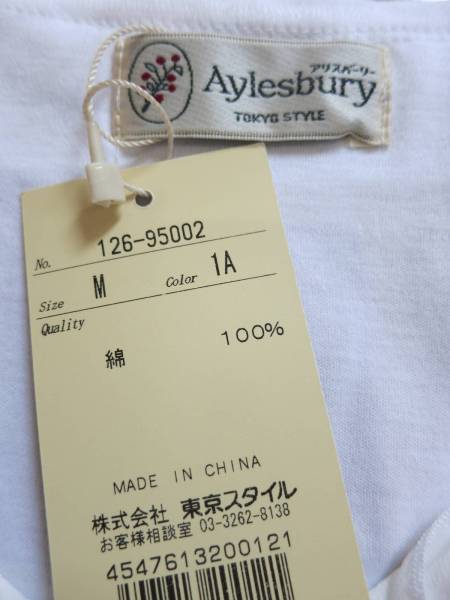 アリスバーリー
Aylesbury
TOKYO STYLE
No. 126-95002
Size M Color 1A
Quality
綿 100%
MADE IN CHINA
株式会社 東京スタイル
お客様相談室 03-3262-8138
4547613200121